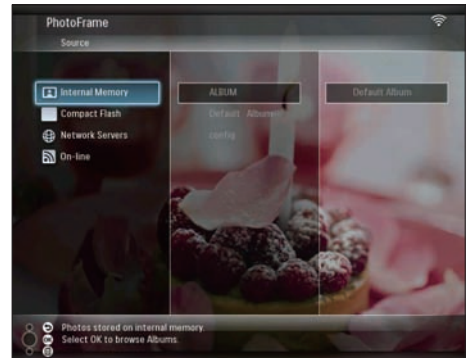 PhotoFrame
Source
Internal Memory
Compact Flash
Network Servers
On-line
ALBUM
Default Album
config
Default Album
Photos stored on internal memory.
Select OK to browse Albums.
OK